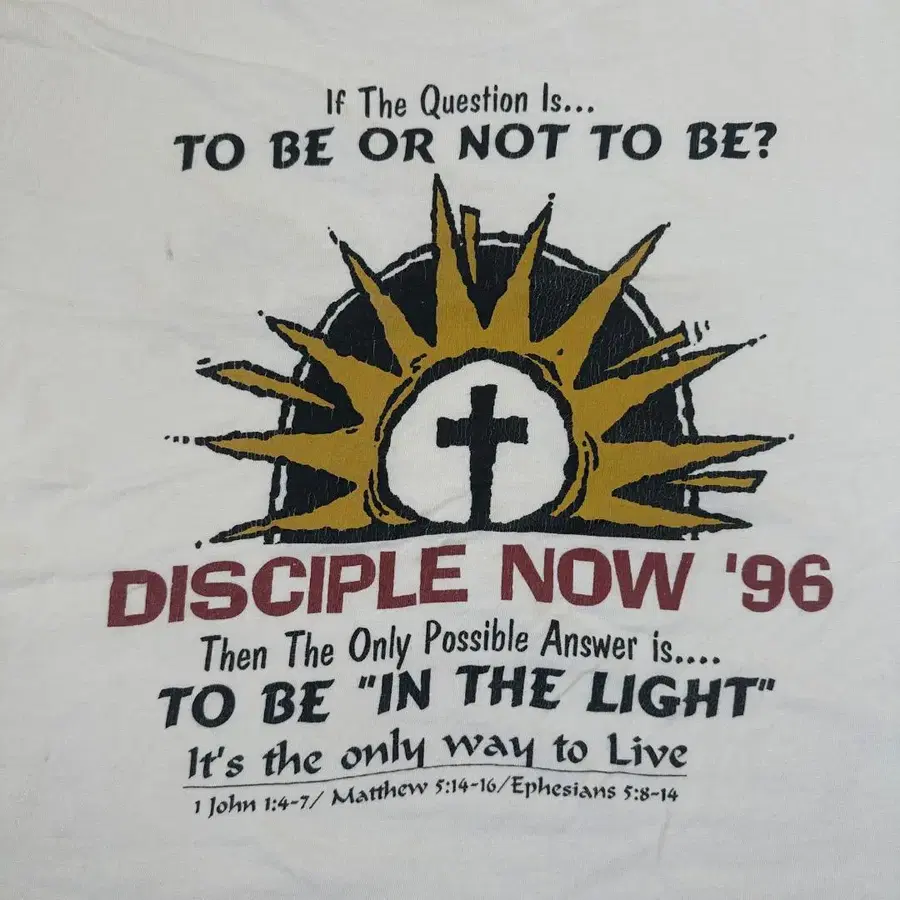 If The Question Is...
TO BE OR NOT TO BE?
DISCIPLE NOW '96
Then The Only Possible Answer is....
TO BE "IN THE LIGHT"
It's the only way to Live
1 John 1:4-7/ Matthew 5:14-16/Ephesians 5:8-14